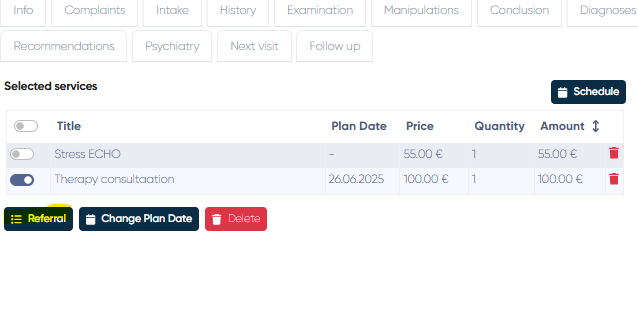 Info Complaints Intake History Examination Manipulations Conclusion Diagnoses
Recommendations Psychiatry Next visit Follow up
Selected services
Schedule
Title Plan Date Price Quantity Amount
Stress ECHO - 55.00 € 1 55.00 €
Therapy consultaation 26.06.2025 100.00 € 1 100.00 €
Referral Change Plan Date Delete